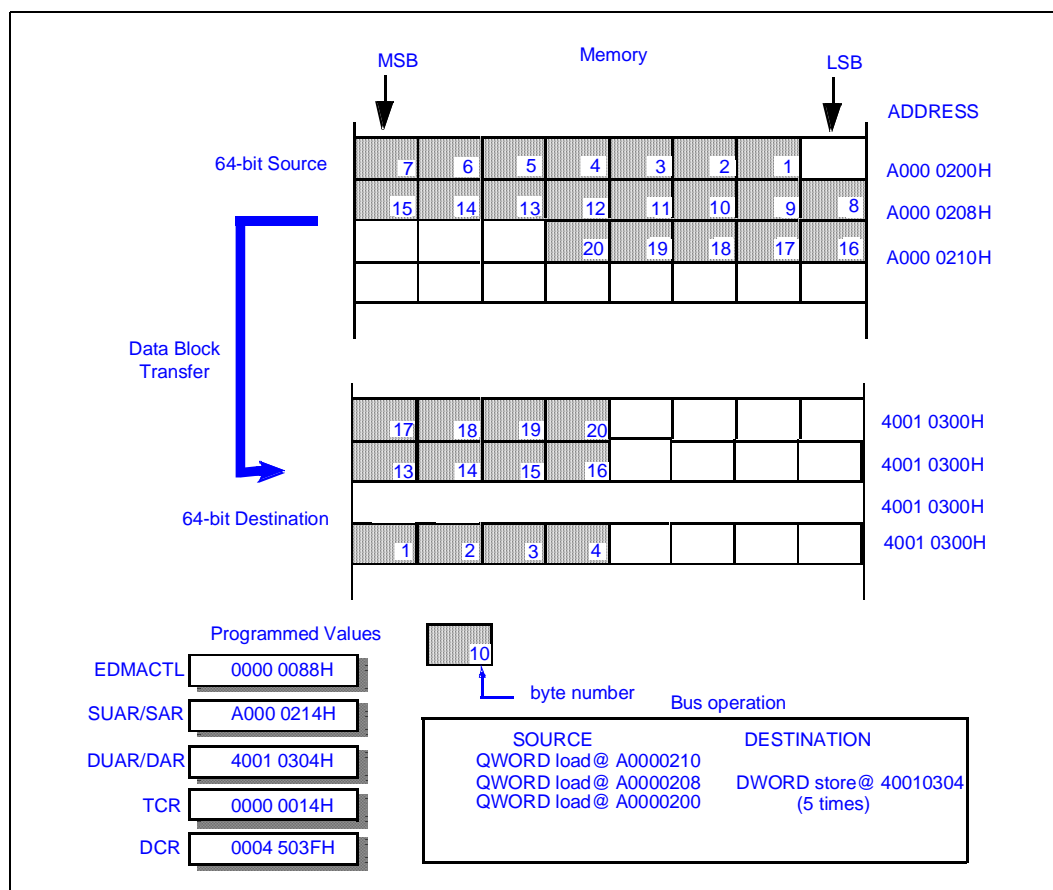 MSB Memory LSB
ADDRESS
64-bit Source 7 6 5 4 3 2 1 A000 0200H
15 14 13 12 11 10 9 8 A000 0208H
20 19 18 17 16 A000 0210H
Data Block
Transfer
17 18 19 20 4001 0300H
13 14 15 16 4001 0300H
4001 0300H
64-bit Destination
1 2 3 4 4001 0300H
Programmed Values
10
byte number
EDMACTL 0000 0088H
SUAR/SAR A000 0214H
DUAR/DAR 4001 0304H
TCR 0000 0014H
DCR 0004 503FH
Bus operation
SOURCE DESTINATION
QWORD load@ A0000210
QWORD load@ A0000208 DWORD store@ 40010304
QWORD load@ A0000200 (5 times)